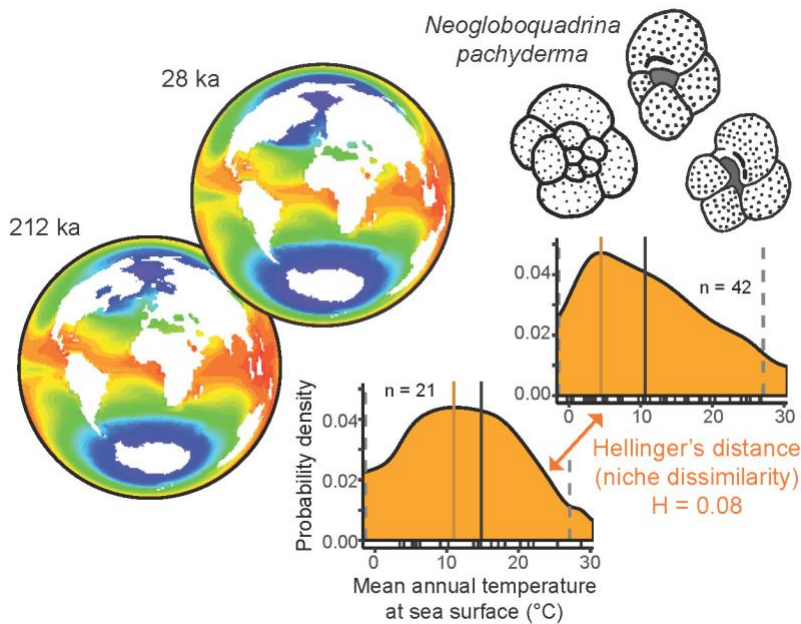 Neogloboquadrina
pachyderma
28 ka
212 ka
0.04
0.02
0.00
n = 42
0 10 20 30
Probability density
0.04
0.02
0.00
n = 21
0 10 20 30
Mean annual temperature
at sea surface (°C)
Hellinger's distance
(niche dissimilarity)
H = 0.08